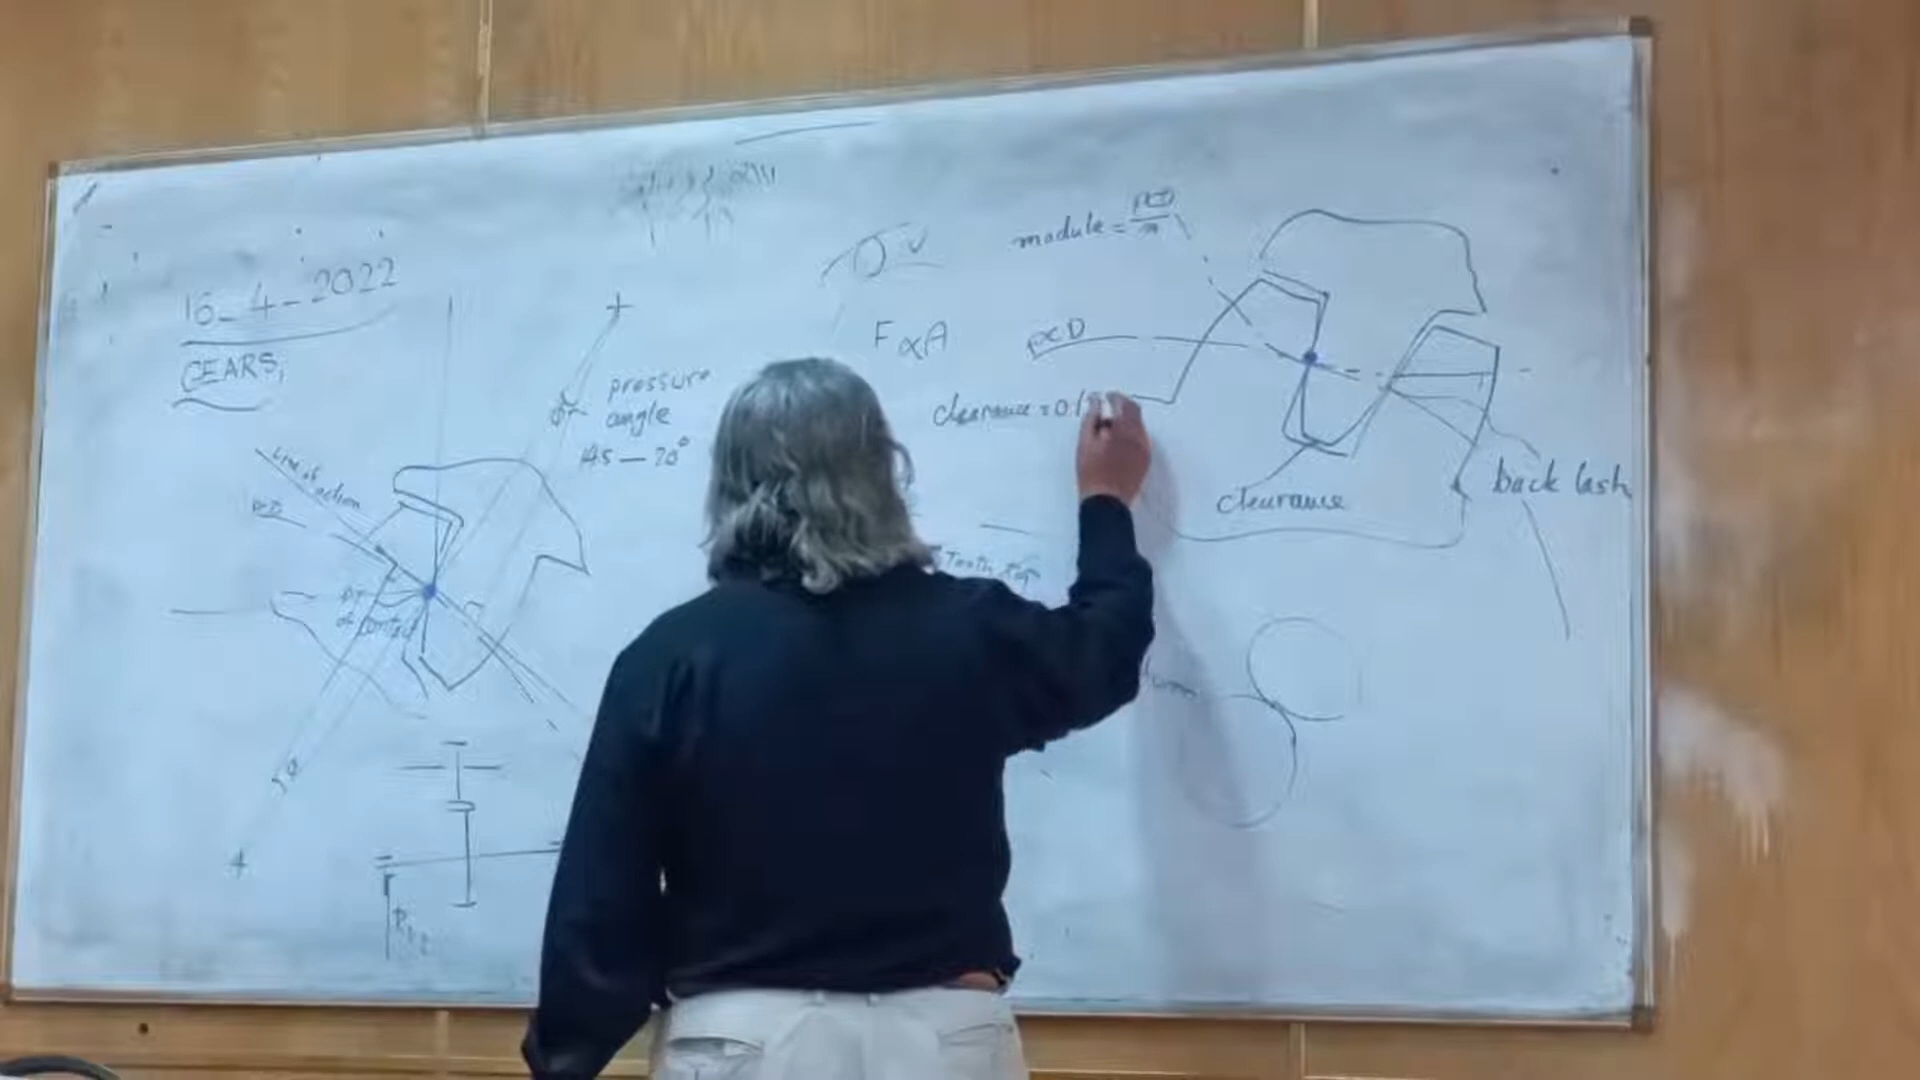 16-4-2022
GEARS,
pressure
angle
14.5 — 20°
Line of
action
PCD
pt
of contact
module = PCD/n
F∝A
PCD
clearance = 0.1
clearance
back lash
Tooth